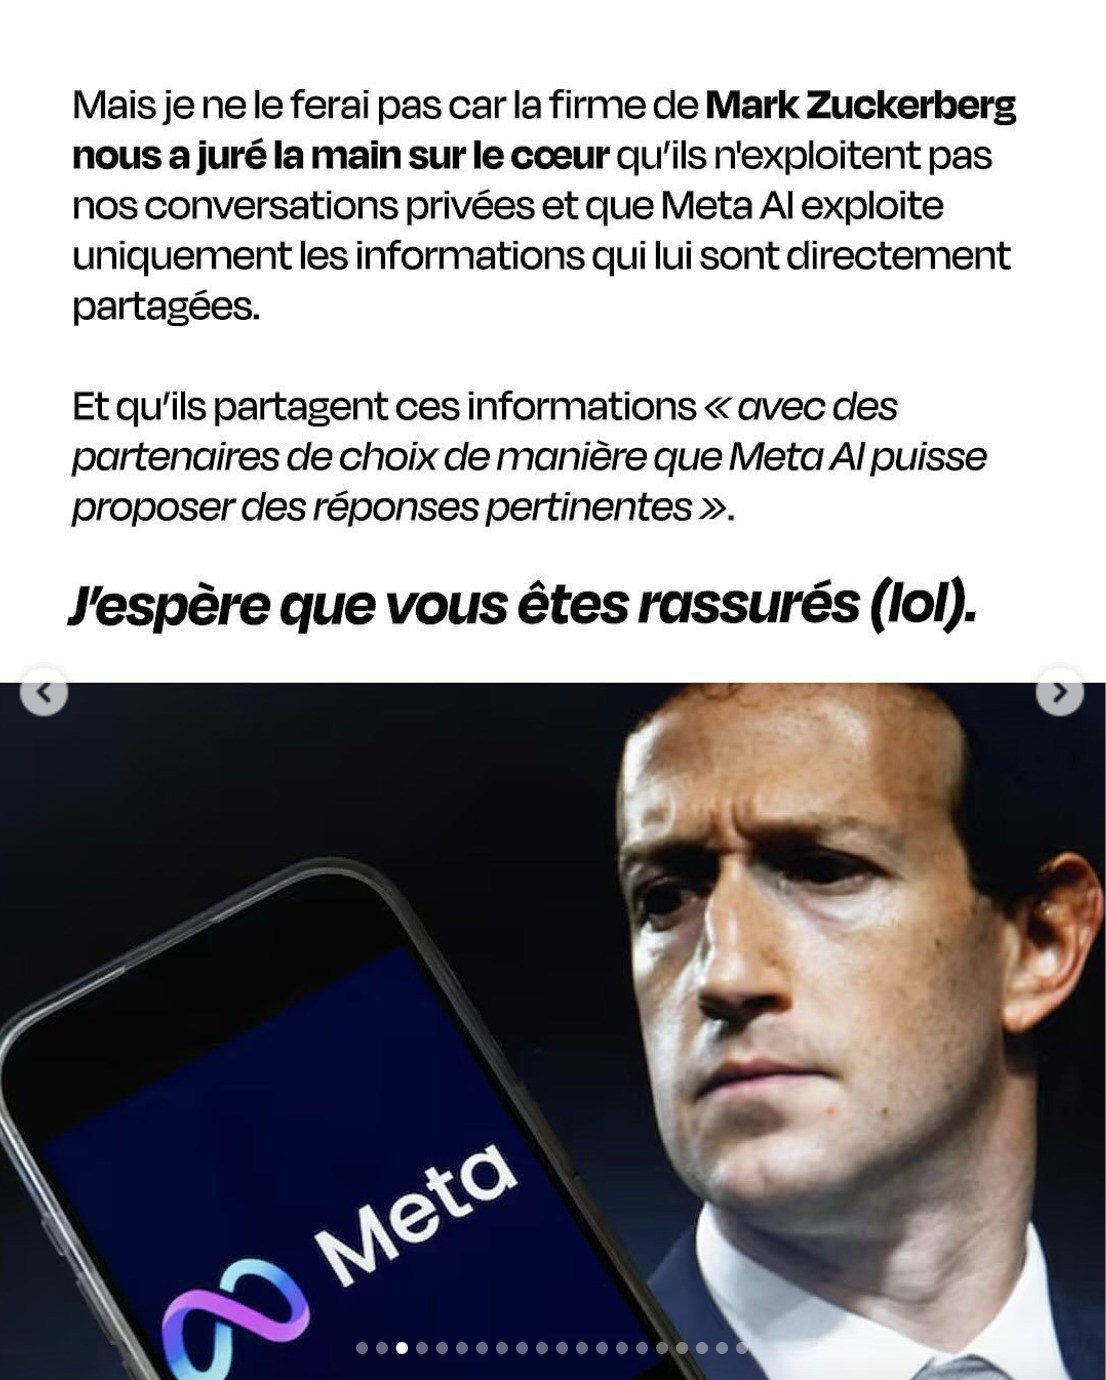 Mais je ne le ferai pas car la firme de Mark Zuckerberg
nous a juré la main sur le cœur qu’ils n'exploitent pas
nos conversations privées et que Meta AI exploite
uniquement les informations qui lui sont directement
partagées.
Et qu’ils partagent ces informations « avec des
partenaires de choix de manière que Meta AI puisse
proposer des réponses pertinentes ».
J’espère que vous êtes rassurés (lol).
Meta